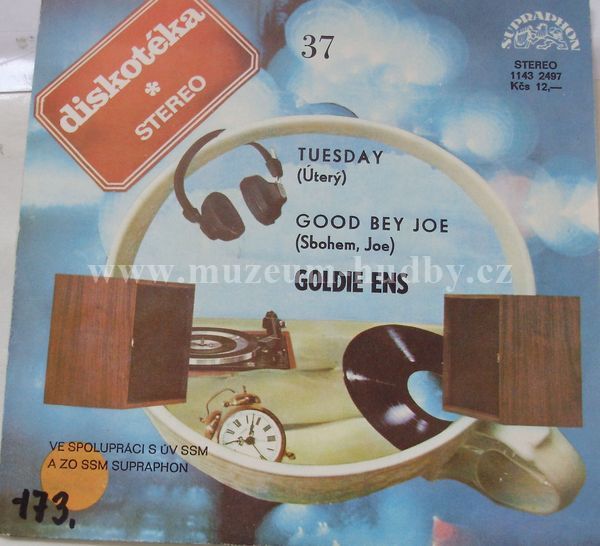 37
SUPRAPHON
STEREO
1143 2497
Kčs 12,—
diskotéka
*
STEREO
TUESDAY
(Úterý)
GOOD BEY JOE
(Sbohem, Joe)
GOLDIE ENS
www.muzeumhudby.cz
VE SPOLUPRÁCI S ÚV SSM
A ZO SSM SUPRAPHON
173.